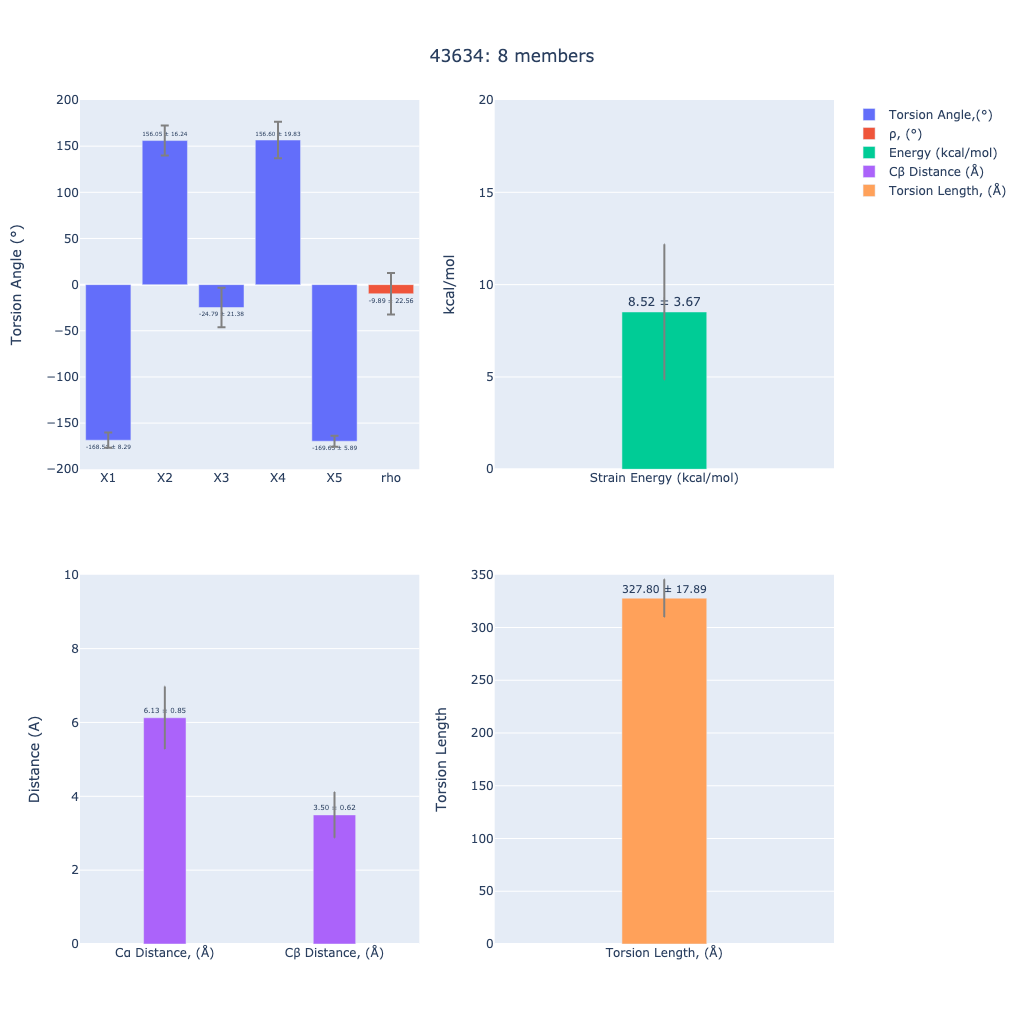 43634: 8 members
Torsion Angle (°)
200
150
100
50
0
−50
−100
−150
−200
156.05 ± 16.24
156.60 ± 19.83
-24.79 ± 21.38
-9.89 ± 22.56
X1
X2
X3
X4
X5
rho
kcal/mol
20
15
10
5
0
8.52 ± 3.67
Strain Energy (kcal/mol)
Torsion Angle,(°)
ρ, (°)
Energy (kcal/mol)
Cβ Distance (Å)
Torsion Length, (Å)
Distance (A)
10
8
6
4
2
0
6.13 ± 0.85
3.50 ± 0.62
Cα Distance, (Å)
Cβ Distance, (Å)
Torsion Length
350
300
250
200
150
100
50
0
327.80 ± 17.89
Torsion Length, (Å)